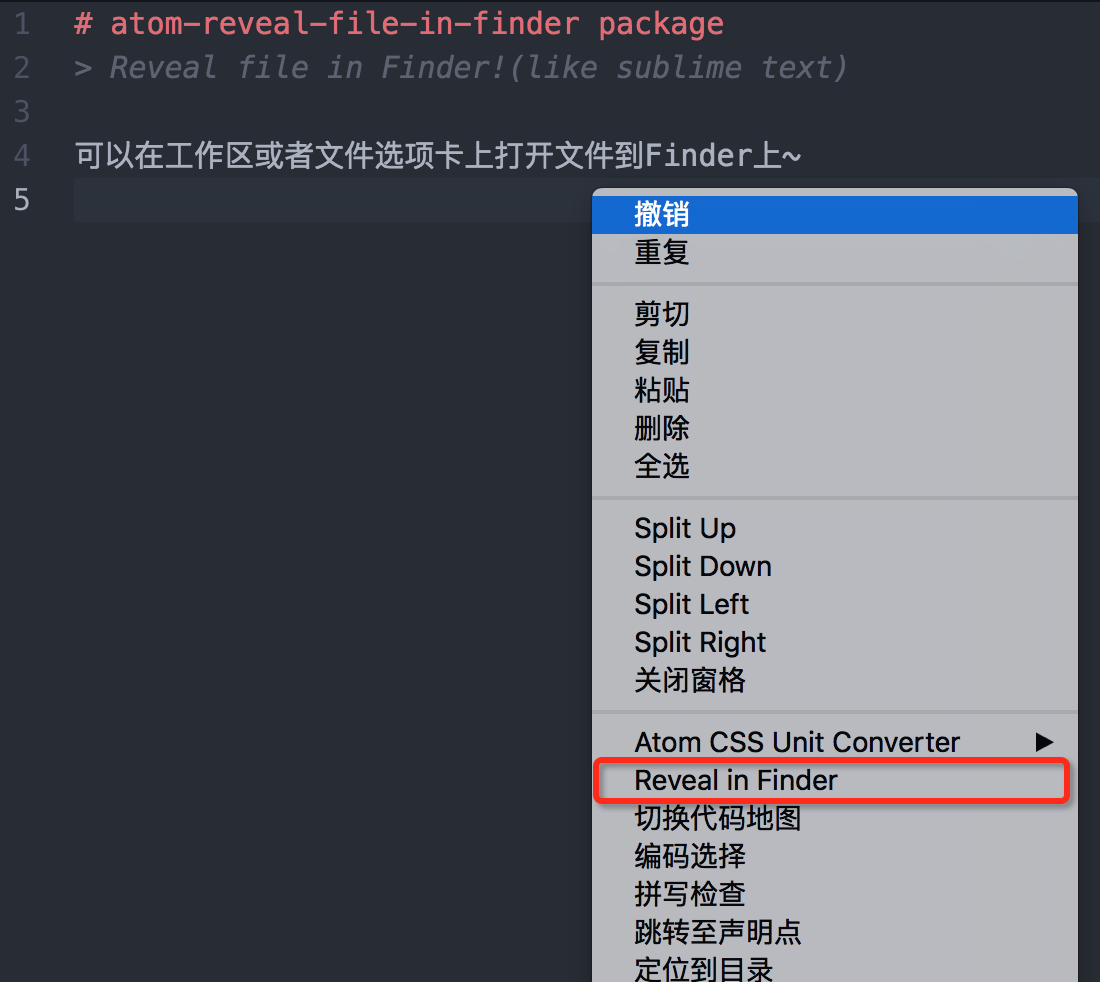 1 # atom-reveal-file-in-finder package
2 > Reveal file in Finder!(like sublime text)
3
4 可以在工作区或者文件选项卡上打开文件到Finder上~
5
撤销
重复
剪切
复制
粘贴
删除
全选
Split Up
Split Down
Split Left
Split Right
关闭窗格
Atom CSS Unit Converter
Reveal in Finder
切换代码地图
编码选择
拼写检查
跳转至声明点
定位到目录